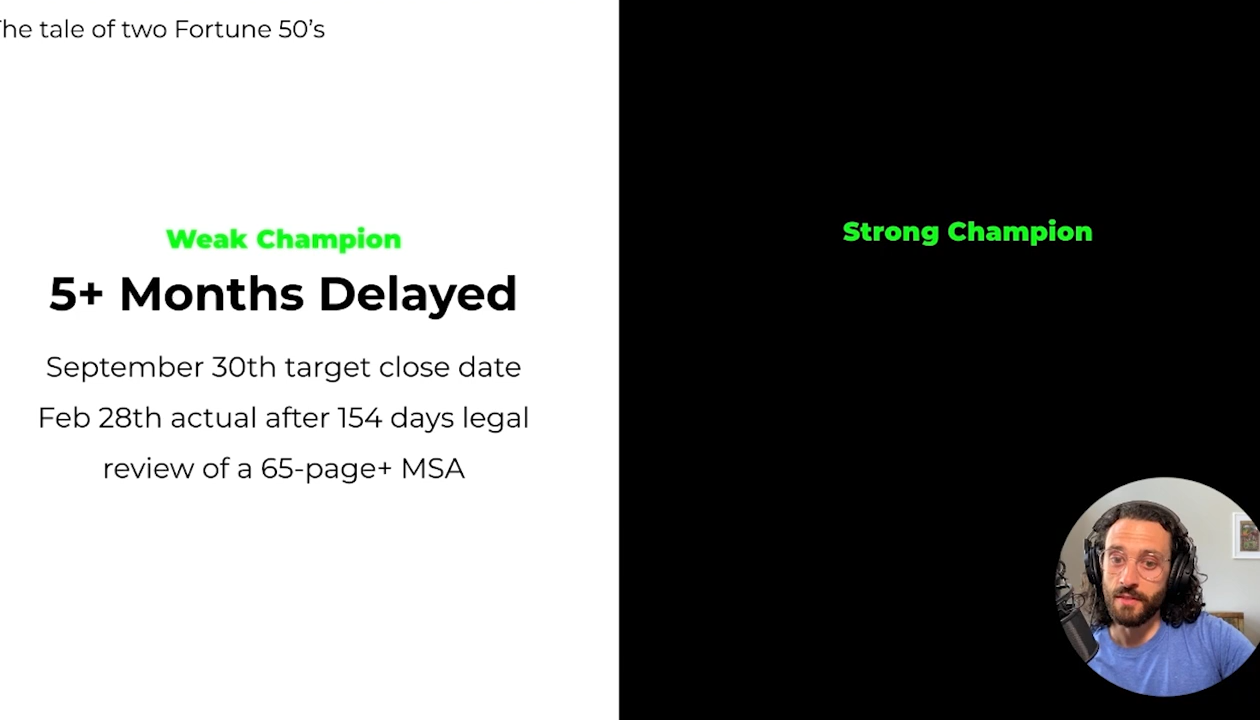 The tale of two Fortune 50’s
Weak Champion
5+ Months Delayed
September 30th target close date
Feb 28th actual after 154 days legal
review of a 65-page+ MSA
Strong Champion